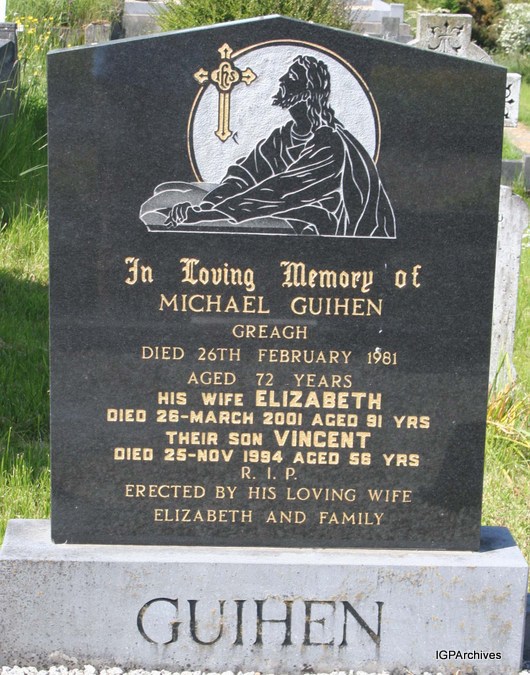 IHS
In Loving Memory of
MICHAEL GUIHEN
GREAGH
DIED 26TH FEBRUARY 1981
AGED 72 YEARS
HIS WIFE ELIZABETH
DIED 26-MARCH 2001 AGED 91 YRS
THEIR SON VINCENT
DIED 25-NOV 1994 AGED 56 YRS
R. I. P.
ERECTED BY HIS LOVING WIFE
ELIZABETH AND FAMILY
GUIHEN
IGPArchives